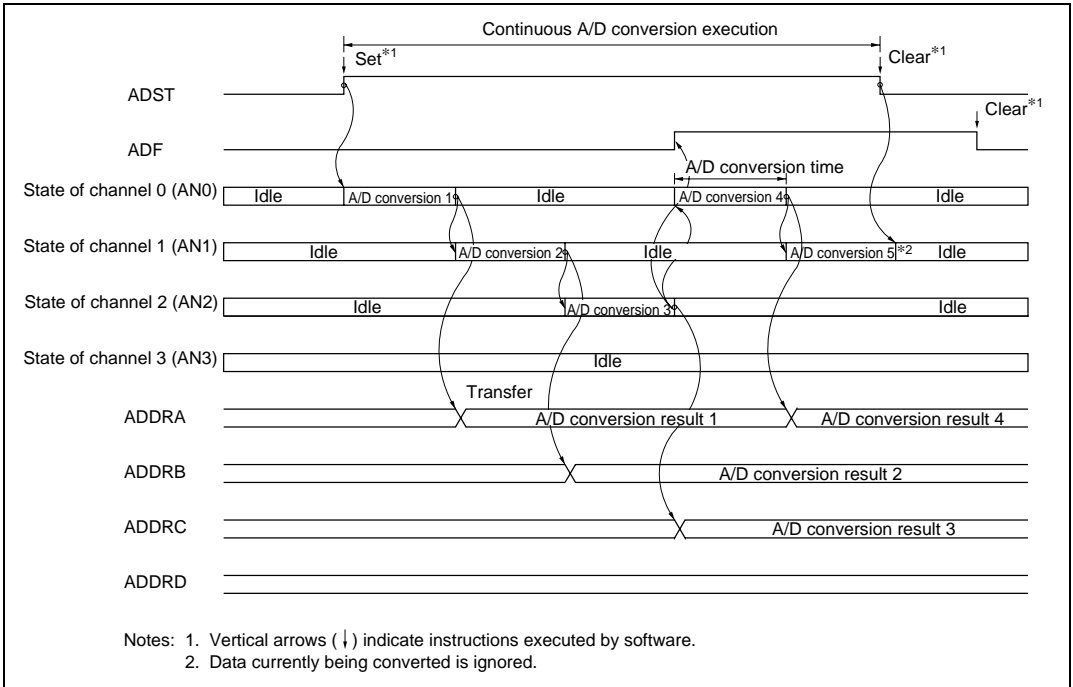 Continuous A/D conversion execution
Set*1
Clear*1
ADST
Clear*1
ADF
A/D conversion time
State of channel 0 (AN0)
Idle
A/D conversion 1
Idle
A/D conversion 4
Idle
State of channel 1 (AN1)
Idle
A/D conversion 2
Idle
A/D conversion 5
*2
Idle
State of channel 2 (AN2)
Idle
A/D conversion 3
Idle
State of channel 3 (AN3)
Idle
Transfer
ADDRA
A/D conversion result 1
A/D conversion result 4
ADDRB
A/D conversion result 2
ADDRC
A/D conversion result 3
ADDRD
Notes: 1. Vertical arrows (↓) indicate instructions executed by software.
2. Data currently being converted is ignored.